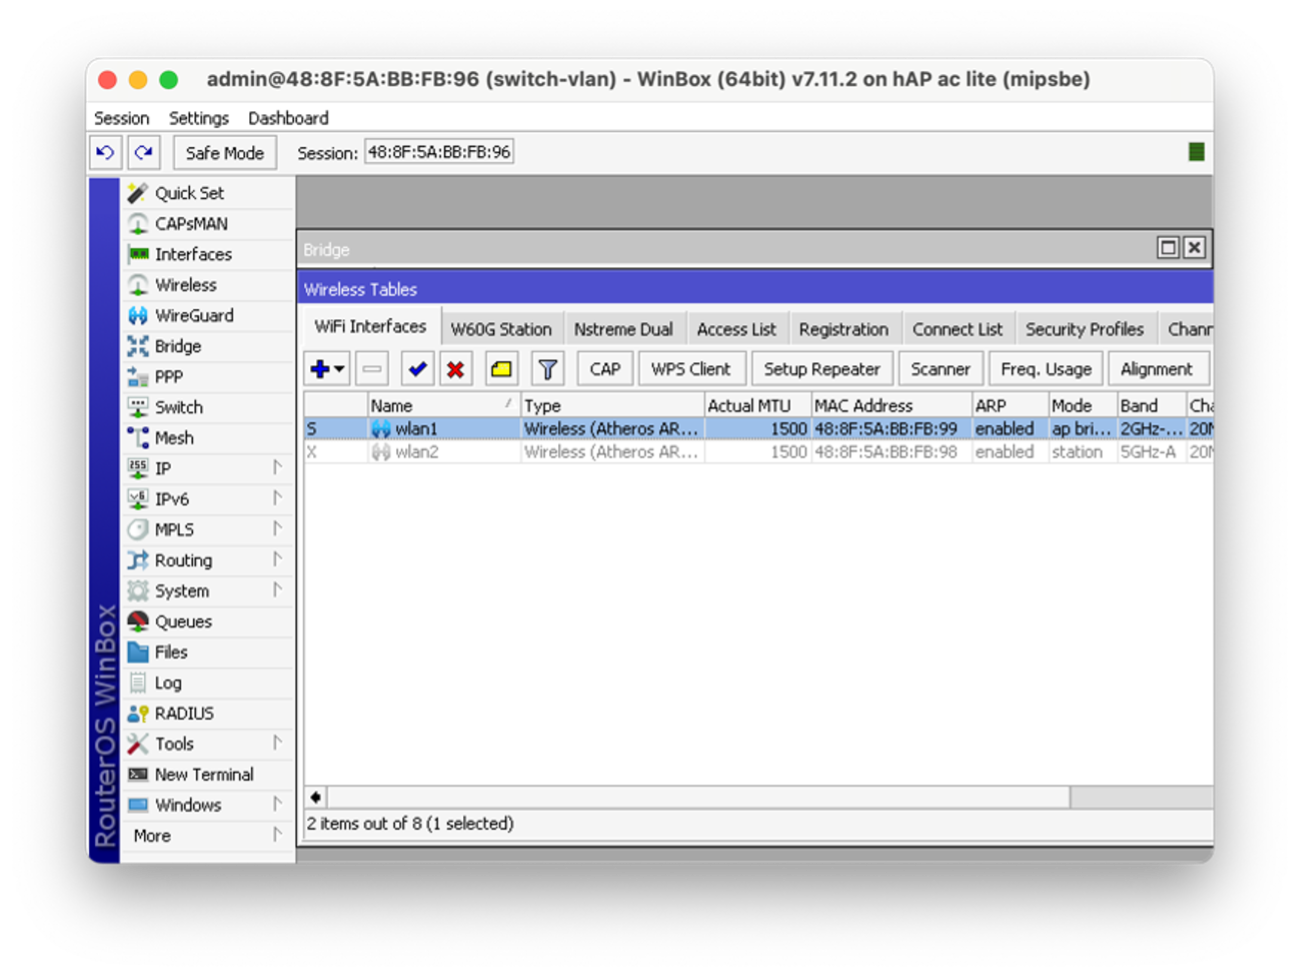 admin@48:8F:5A:BB:FB:96 (switch-vlan) - WinBox (64bit) v7.11.2 on hAP ac lite (mipsbe)
Session Settings Dashboard
Safe Mode Session: 48:8F:5A:BB:FB:96
RouterOS WinBox
Quick Set
CAPsMAN
Interfaces
Wireless
WireGuard
Bridge
PPP
Switch
Mesh
IP
IPv6
MPLS
Routing
System
Queues
Files
Log
RADIUS
Tools
New Terminal
Windows
More
Bridge
Wireless Tables
WiFi Interfaces W60G Station Nstreme Dual Access List Registration Connect List Security Profiles Chann
CAP WPS Client Setup Repeater Scanner Freq. Usage Alignment
Name Type Actual MTU MAC Address ARP Mode Band Cha
S wlan1 Wireless (Atheros AR... 1500 48:8F:5A:BB:FB:99 enabled ap bri... 2GHz-... 20M
X wlan2 Wireless (Atheros AR... 1500 48:8F:5A:BB:FB:98 enabled station 5GHz-A 20M
2 items out of 8 (1 selected)